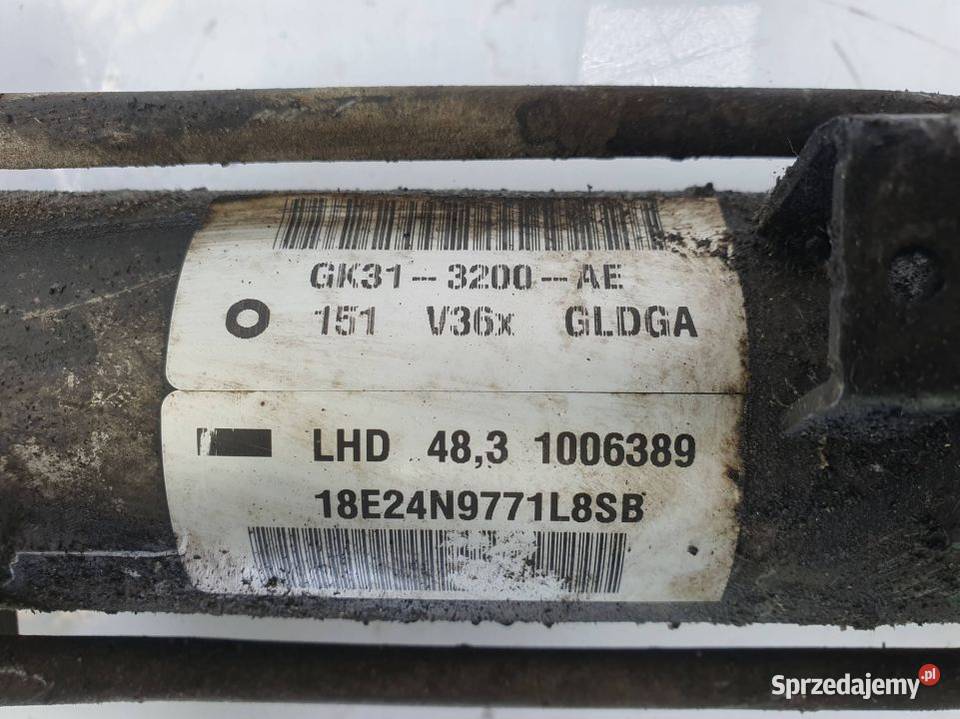 GK31--3200--AE
151 V36x GLDGA
LHD 48,3 1006389
18E24N9771L8SB
Sprzedajemy.pl